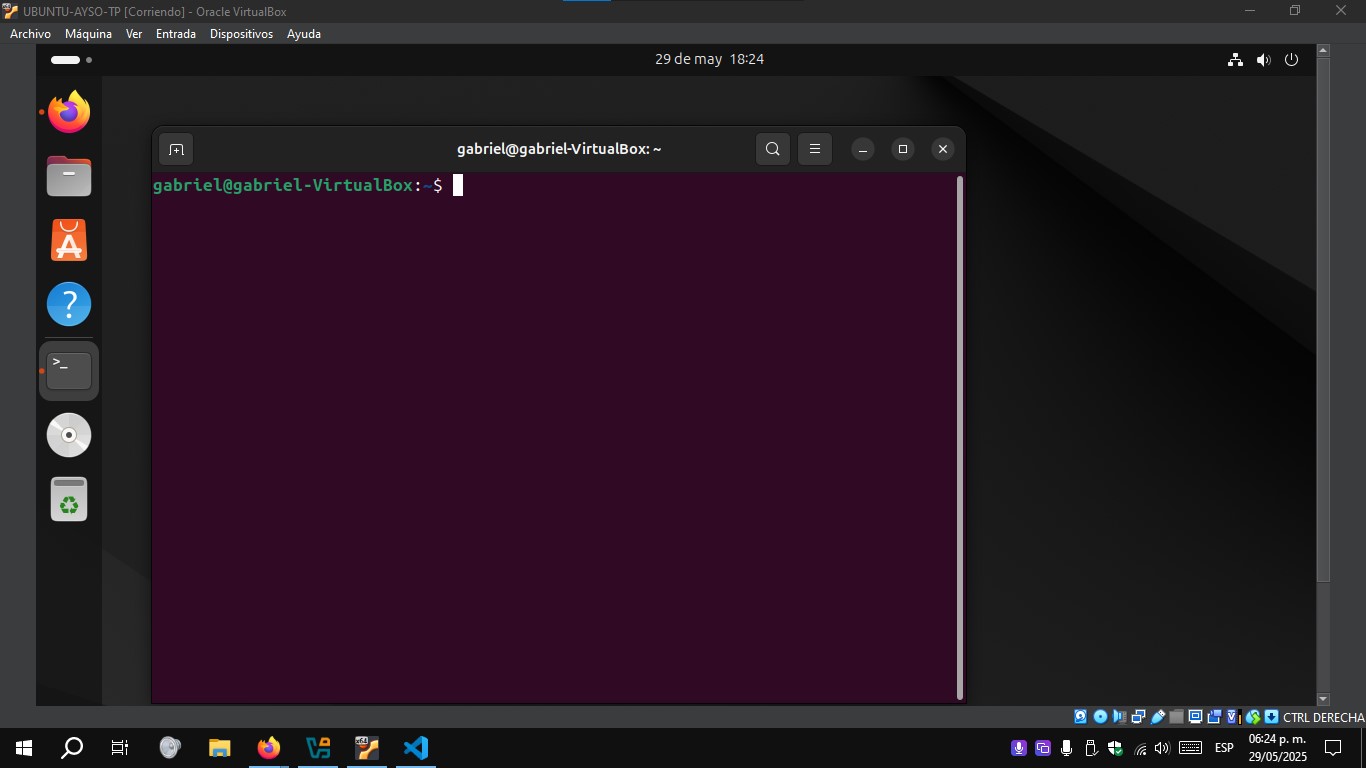 UBUNTU-AYSO-TP [Corriendo] - Oracle VirtualBox
Archivo Máquina Ver Entrada Dispositivos Ayuda
29 de may 18:24
gabriel@gabriel-VirtualBox: ~
gabriel@gabriel-VirtualBox:~$
>_
CTRL DERECHA
ESP
06:24 p. m.
29/05/2025